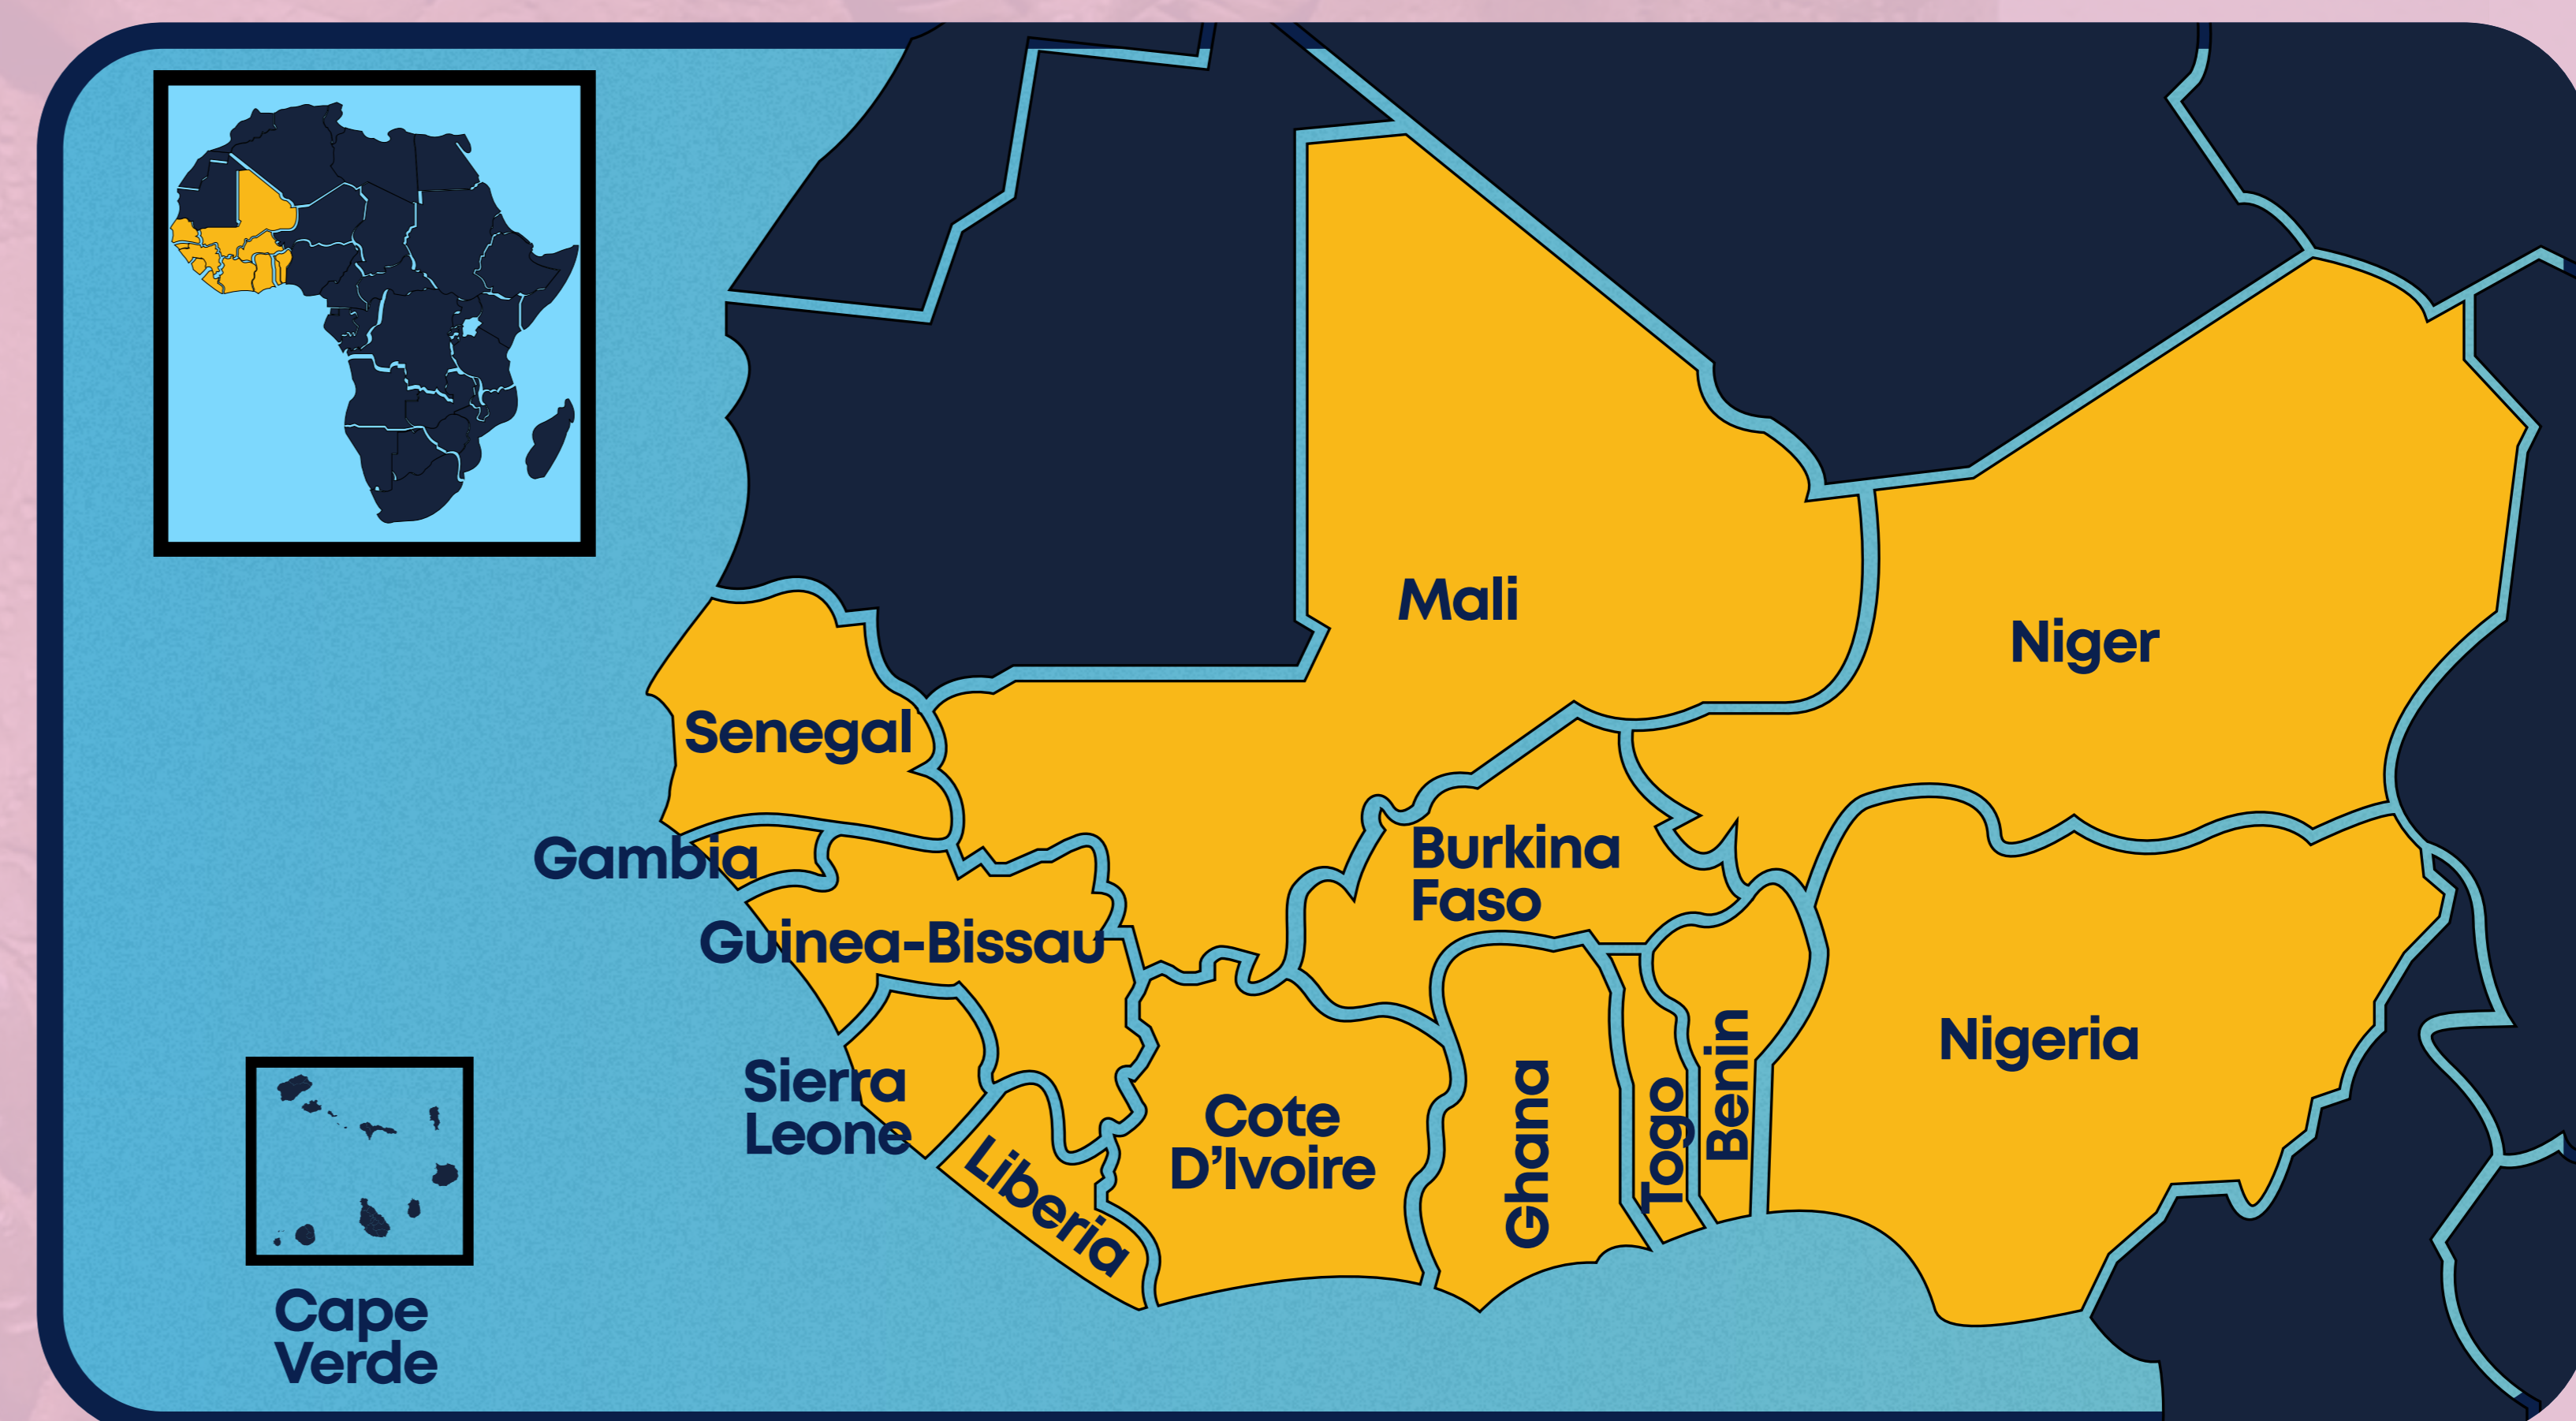 Mali
Niger
Senegal
Gambia
Burkina
Faso
Guinea-Bissau
Nigeria
Sierra
Leone
Liberia
Cote
D’Ivoire
Ghana
Togo
Benin
Cape
Verde